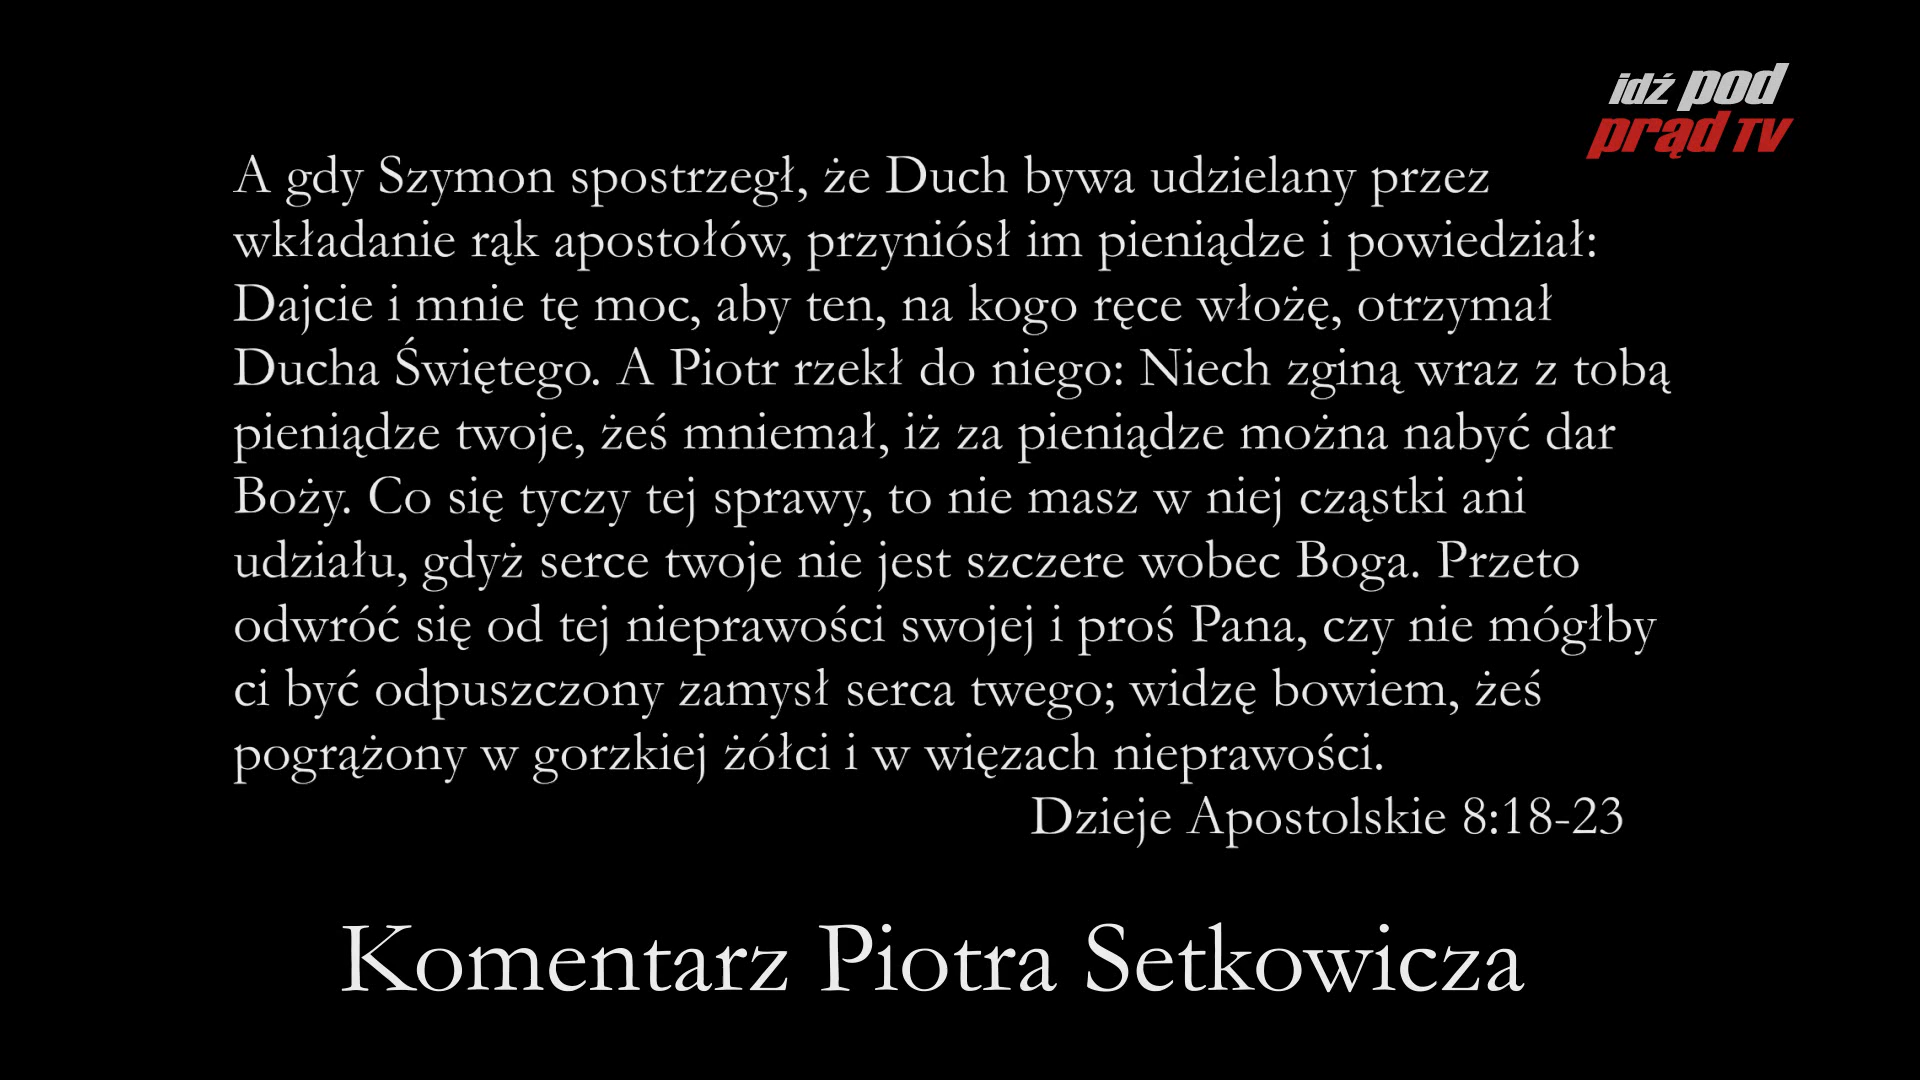 idź pod
prąd TV
A gdy Szymon spostrzegł, że Duch bywa udzielany przez
wkładanie rąk apostołów, przyniósł im pieniądze i powiedział:
Dajcie i mnie tę moc, aby ten, na kogo ręce włożę, otrzymał
Ducha Świętego. A Piotr rzekł do niego: Niech zginą wraz z tobą
pieniądze twoje, żeś mniemał, iż za pieniądze można nabyć dar
Boży. Co się tyczy tej sprawy, to nie masz w niej cząstki ani
udziału, gdyż serce twoje nie jest szczere wobec Boga. Przeto
odwróć się od tej nieprawości swojej i proś Pana, czy nie mógłby
ci być odpuszczony zamysł serca twego; widzę bowiem, żeś
pogrążony w gorzkiej żółci i w więzach nieprawości.
Dzieje Apostolskie 8:18-23
Komentarz Piotra Setkowicza